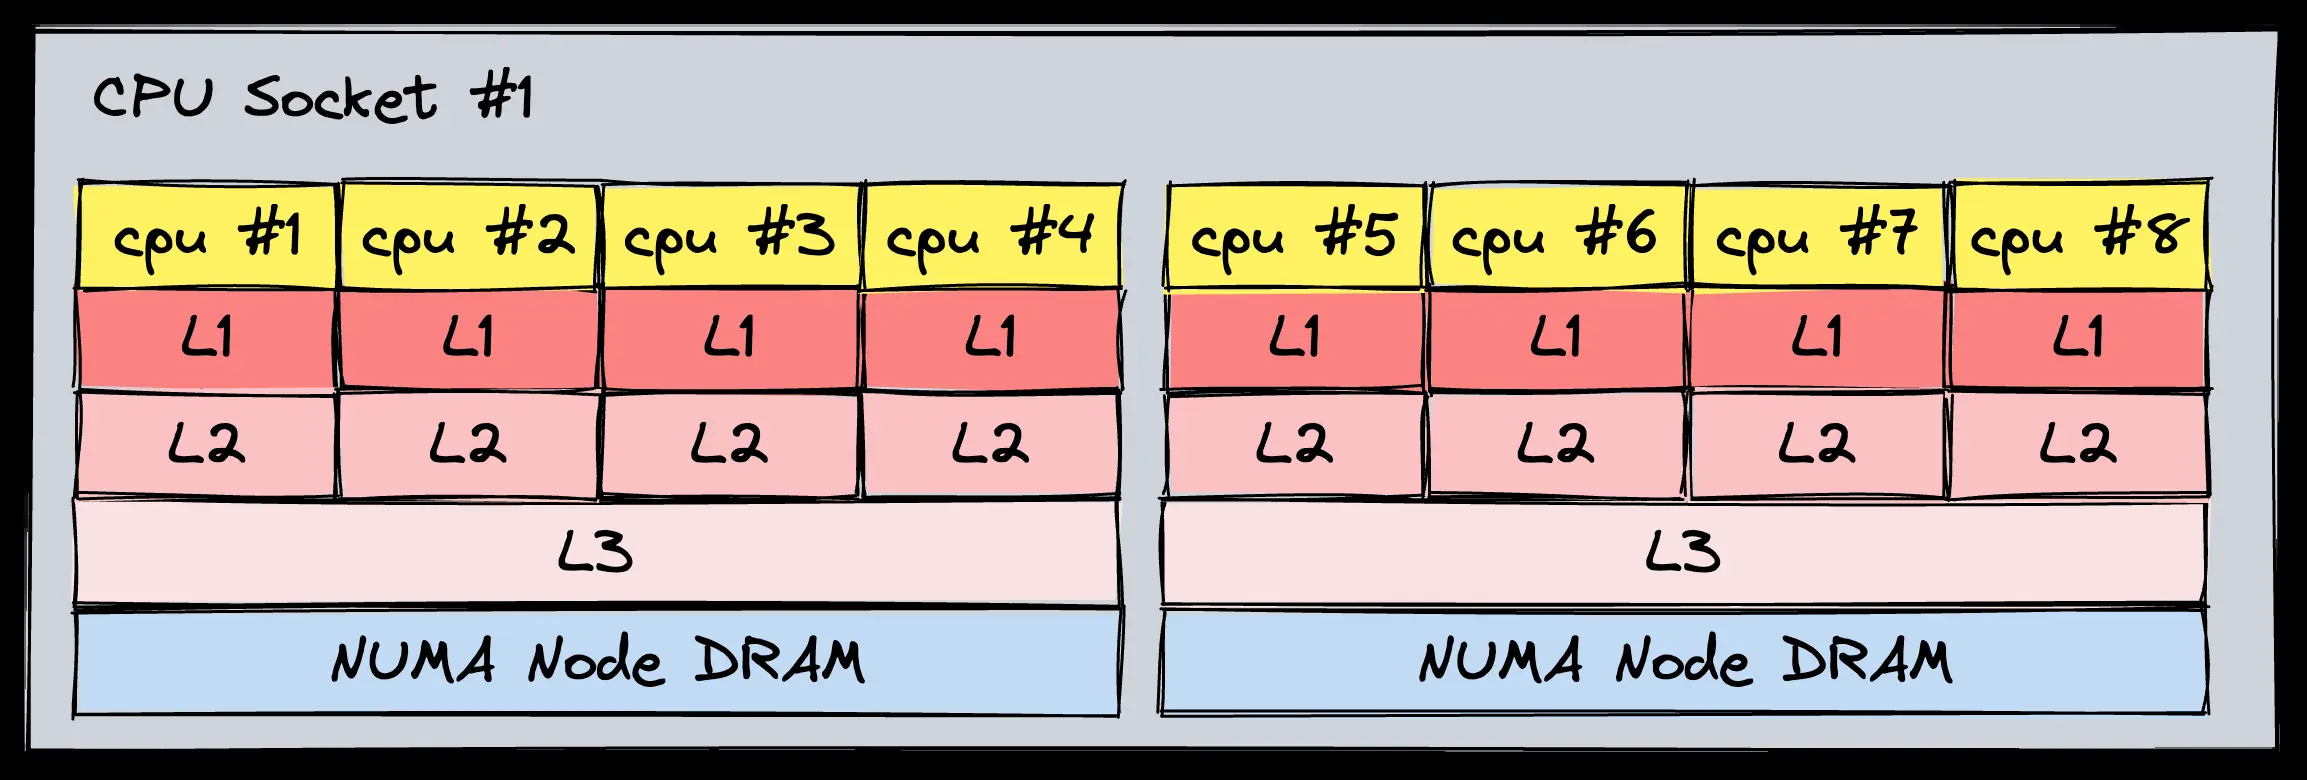 CPU Socket #1
cpu #1 cpu #2 cpu #3 cpu #4 cpu #5 cpu #6 cpu #7 cpu #8
L1 L1 L1 L1 L1 L1 L1 L1
L2 L2 L2 L2 L2 L2 L2 L2
L3 L3
NUMA Node DRAM NUMA Node DRAM